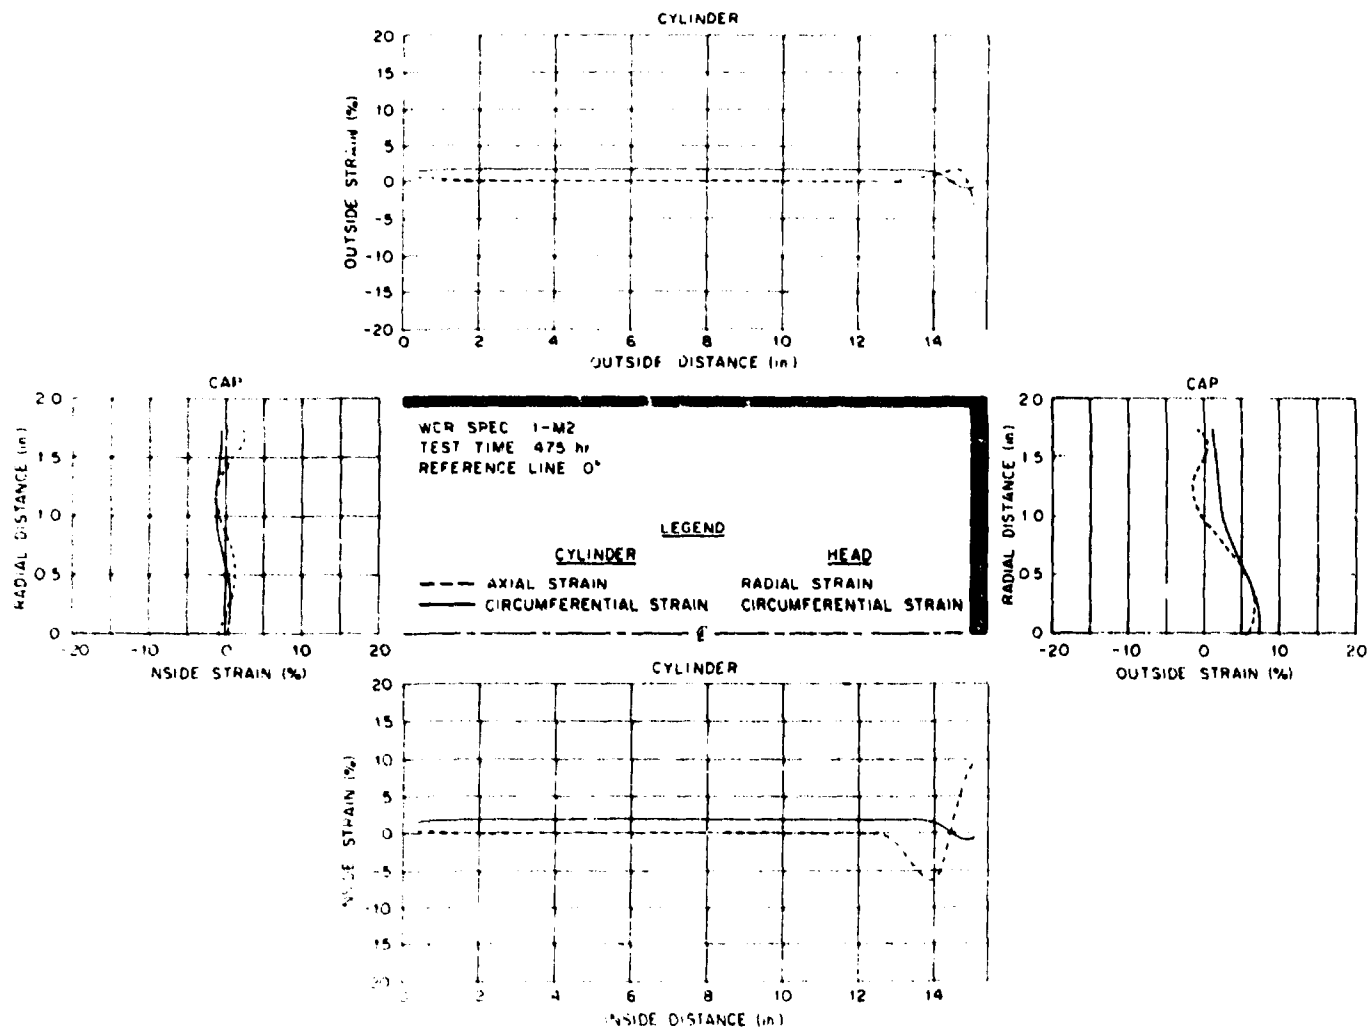 CYLINDER
20
15
10
5
0
-5
-10
-15
-20
OUTSIDE STRAIN (%)
0 2 4 6 8 10 12 14
OUTSIDE DISTANCE (in)
CAP
2 0
1 5
1 0
0 5
0
RADIAL DISTANCE (in)
-20 -10 0 10 20
NSIDE STRAIN (%)
WCR SPEC 1-M2
TEST TIME 475 hr
REFERENCE LINE 0°
LEGEND
CYLINDER HEAD
AXIAL STRAIN RADIAL STRAIN
CIRCUMFERENTIAL STRAIN CIRCUMFERENTIAL STRAIN
℄
CAP
2 0
1 5
1 0
0 5
0
RADIAL DISTANCE (in)
-20 -10 0 10 20
OUTSIDE STRAIN (%)
CYLINDER
20
15
10
5
0
-5
-10
STRAIN (%)
2 4 6 8 10 12 14
INSIDE DISTANCE (in)